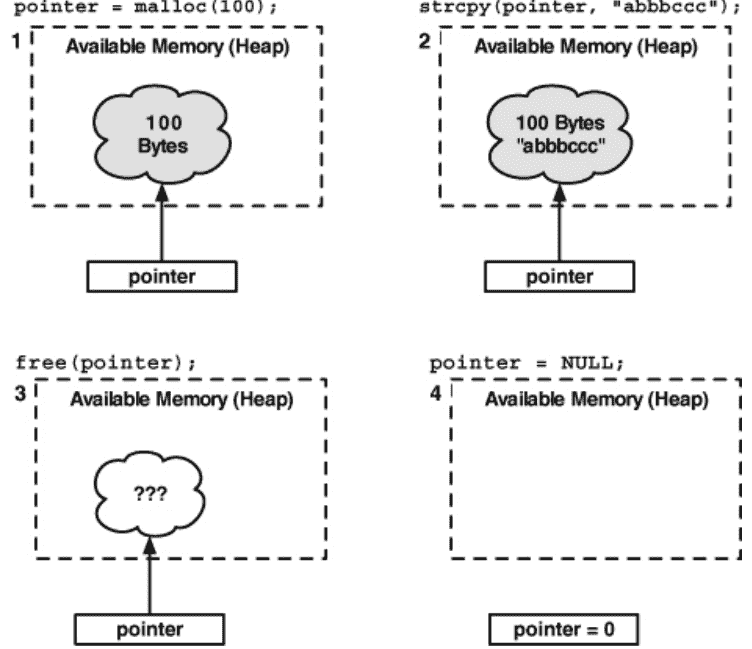 pointer = malloc(100);
1
Available Memory (Heap)
100
Bytes
pointer
strcpy(pointer, "abbbccc");
2
Available Memory (Heap)
100 Bytes
"abbbccc"
pointer
free(pointer);
3
Available Memory (Heap)
???
pointer
pointer = NULL;
4
Available Memory (Heap)
pointer = 0